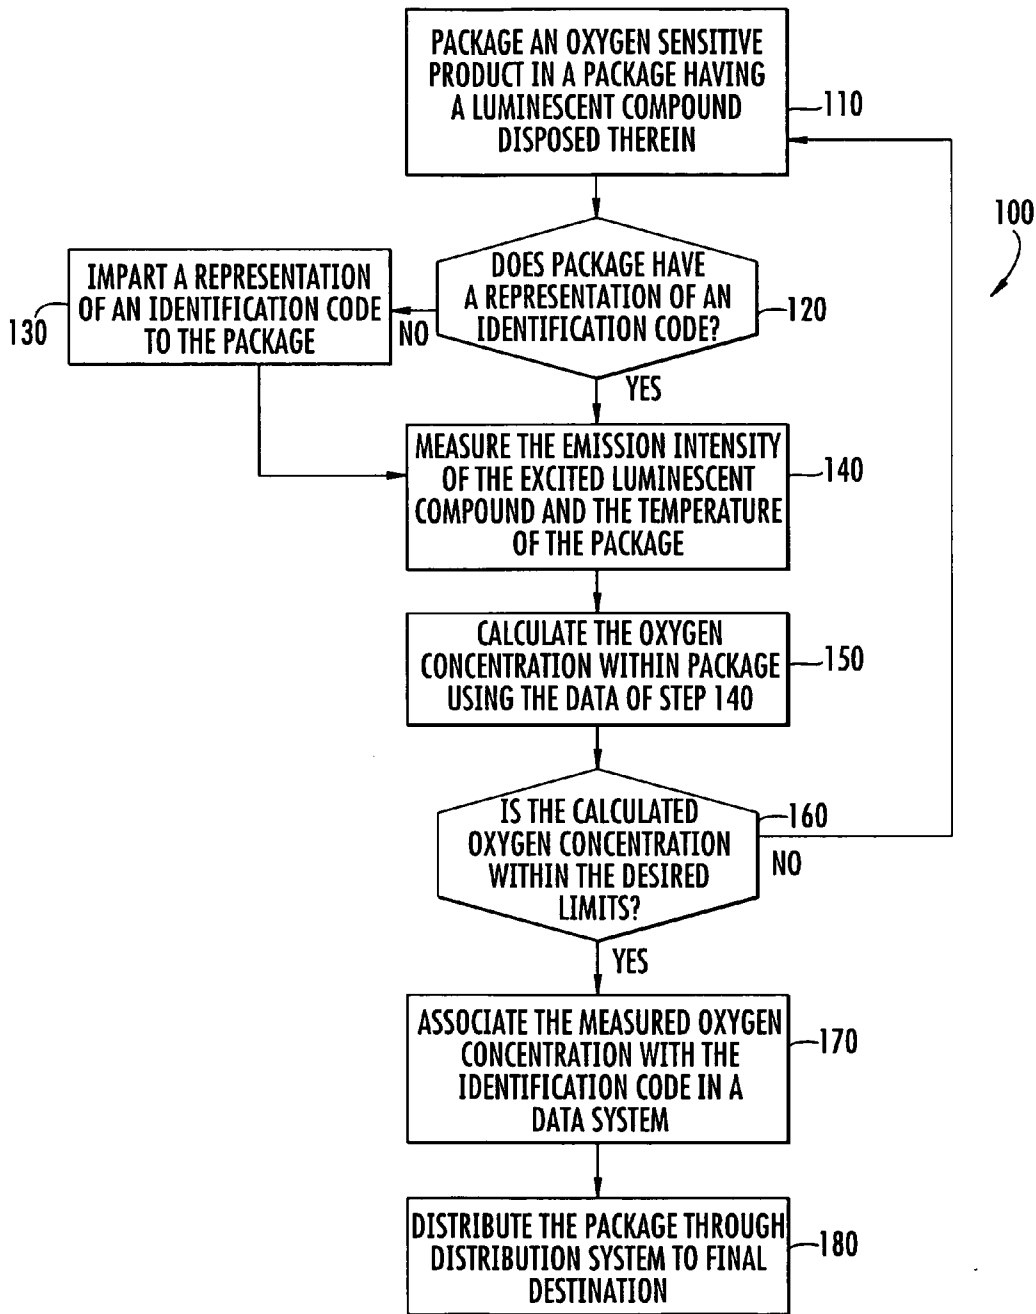 PACKAGE AN OXYGEN SENSITIVE
PRODUCT IN A PACKAGE HAVING
A LUMINESCENT COMPOUND
DISPOSED THEREIN
110
100
DOES PACKAGE HAVE
A REPRESENTATION OF AN
IDENTIFICATION CODE?
120
NO
YES
IMPART A REPRESENTATION
OF AN IDENTIFICATION CODE
TO THE PACKAGE
130
MEASURE THE EMISSION INTENSITY
OF THE EXCITED LUMINESCENT
COMPOUND AND THE TEMPERATURE
OF THE PACKAGE
140
CALCULATE THE OXYGEN
CONCENTRATION WITHIN PACKAGE
USING THE DATA OF STEP 140
150
IS THE CALCULATED
OXYGEN CONCENTRATION
WITHIN THE DESIRED
LIMITS?
160
NO
YES
ASSOCIATE THE MEASURED OXYGEN
CONCENTRATION WITH THE
IDENTIFICATION CODE IN A
DATA SYSTEM
170
DISTRIBUTE THE PACKAGE THROUGH
DISTRIBUTION SYSTEM TO FINAL
DESTINATION
180